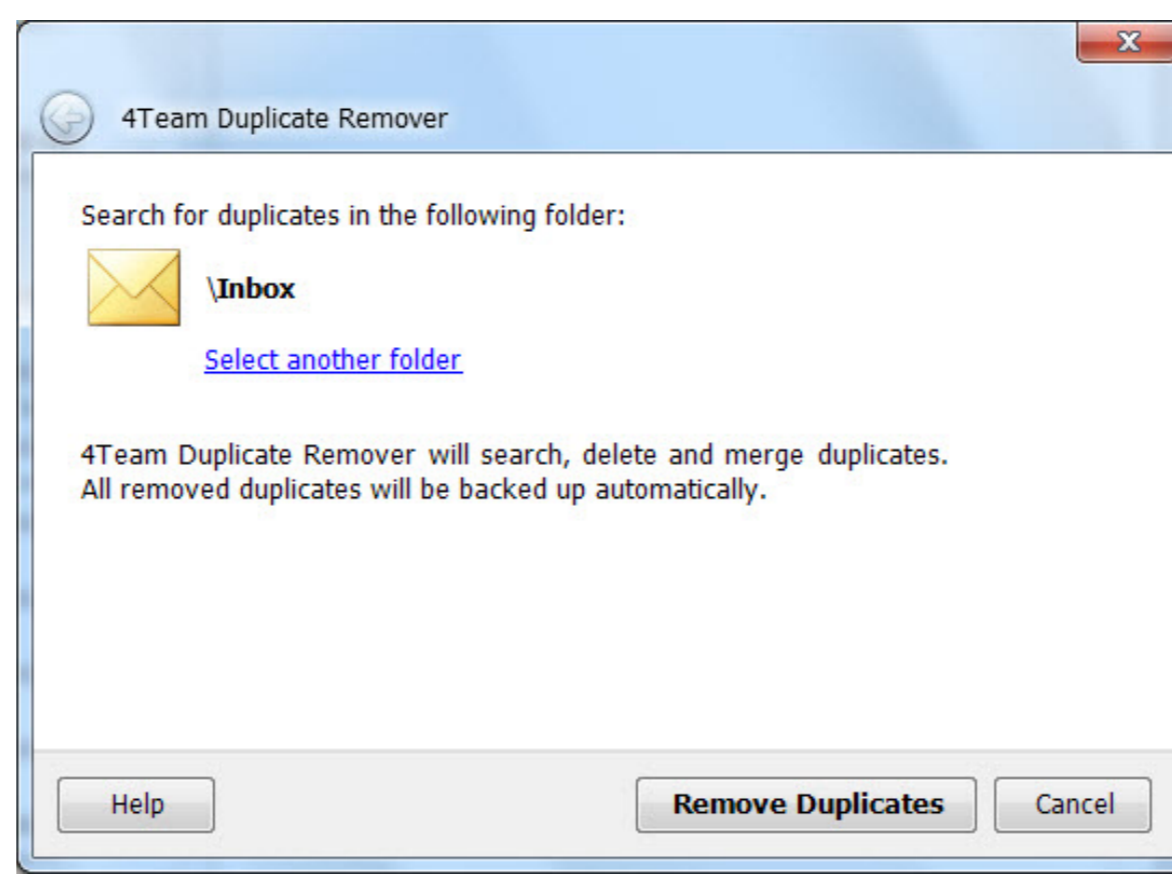 4Team Duplicate Remover
Search for duplicates in the following folder:
\Inbox
Select another folder
4Team Duplicate Remover will search, delete and merge duplicates.
All removed duplicates will be backed up automatically.
Help
Remove Duplicates
Cancel